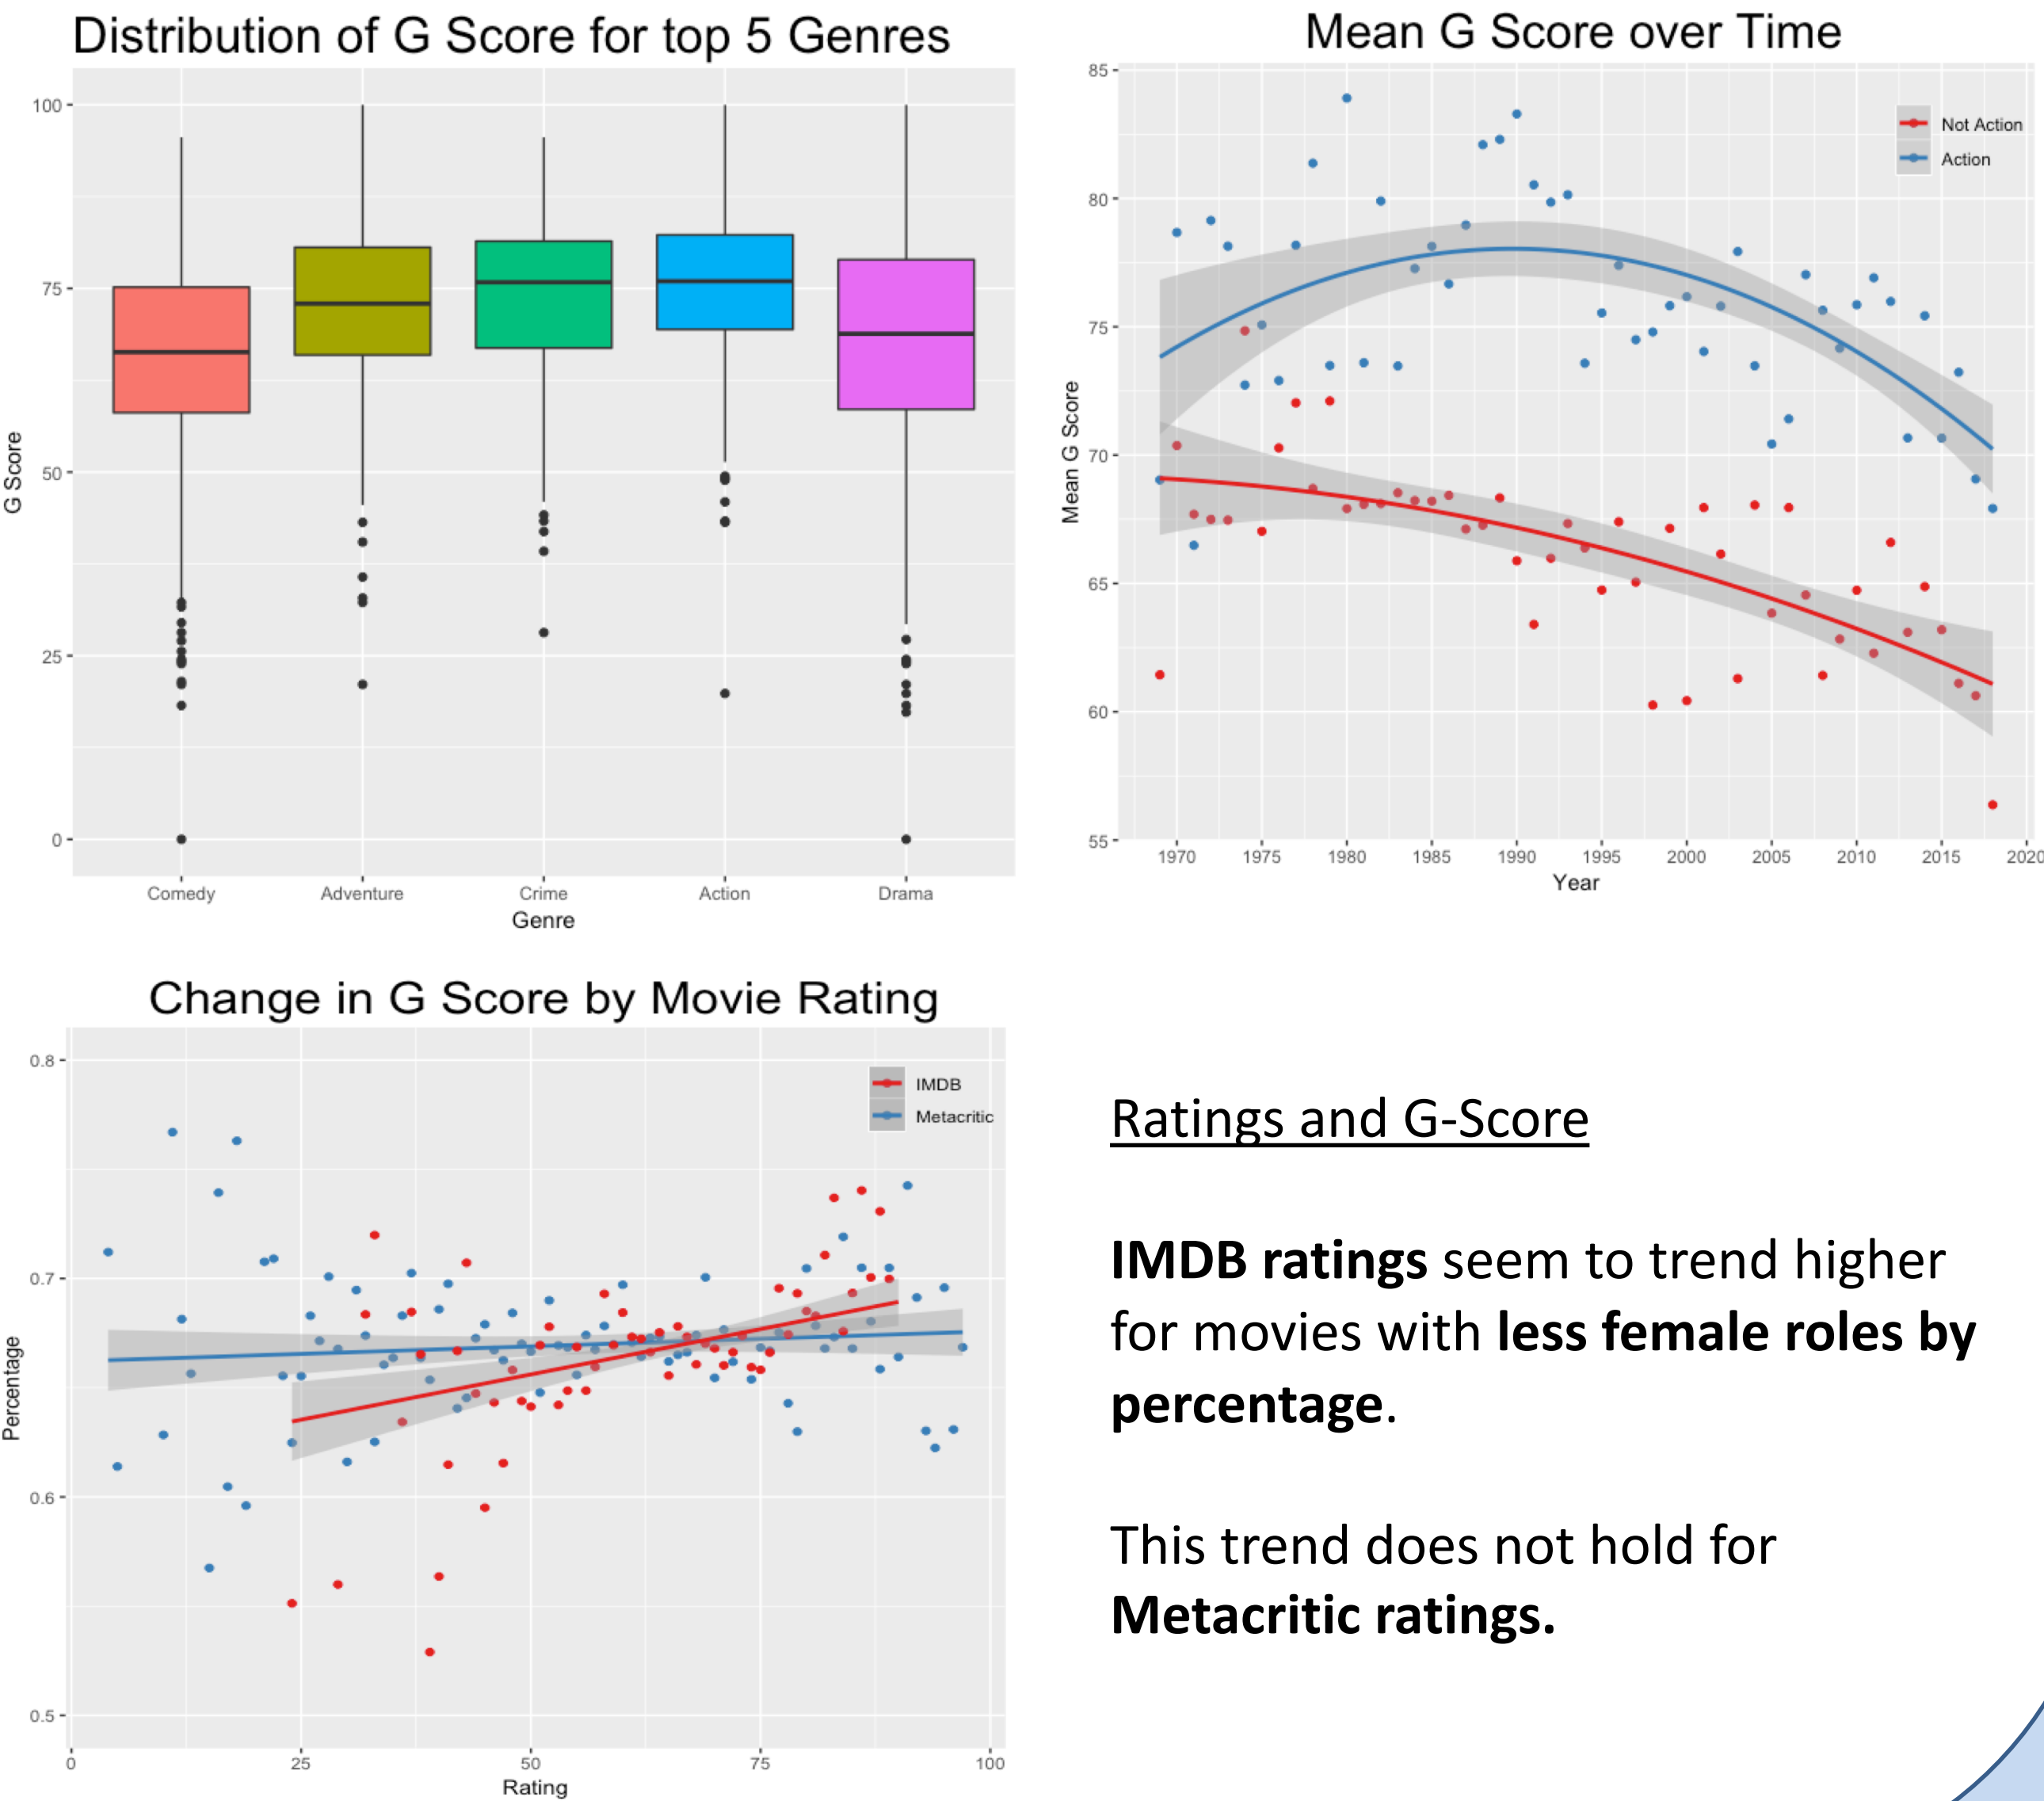 Distribution of G Score for top 5 Genres
G Score
100
75
50
25
0
Comedy Adventure Crime Action Drama
Genre
Mean G Score over Time
Mean G Score
85
80
75
70
65
60
55
Not Action
Action
1970 1975 1980 1985 1990 1995 2000 2005 2010 2015 2020
Year
Change in G Score by Movie Rating
Percentage
0.8
0.7
0.6
0.5
IMDB
Metacritic
0 25 50 75 100
Rating
Ratings and G-Score
IMDB ratings seem to trend higher
for movies with less female roles by
percentage.
This trend does not hold for
Metacritic ratings.